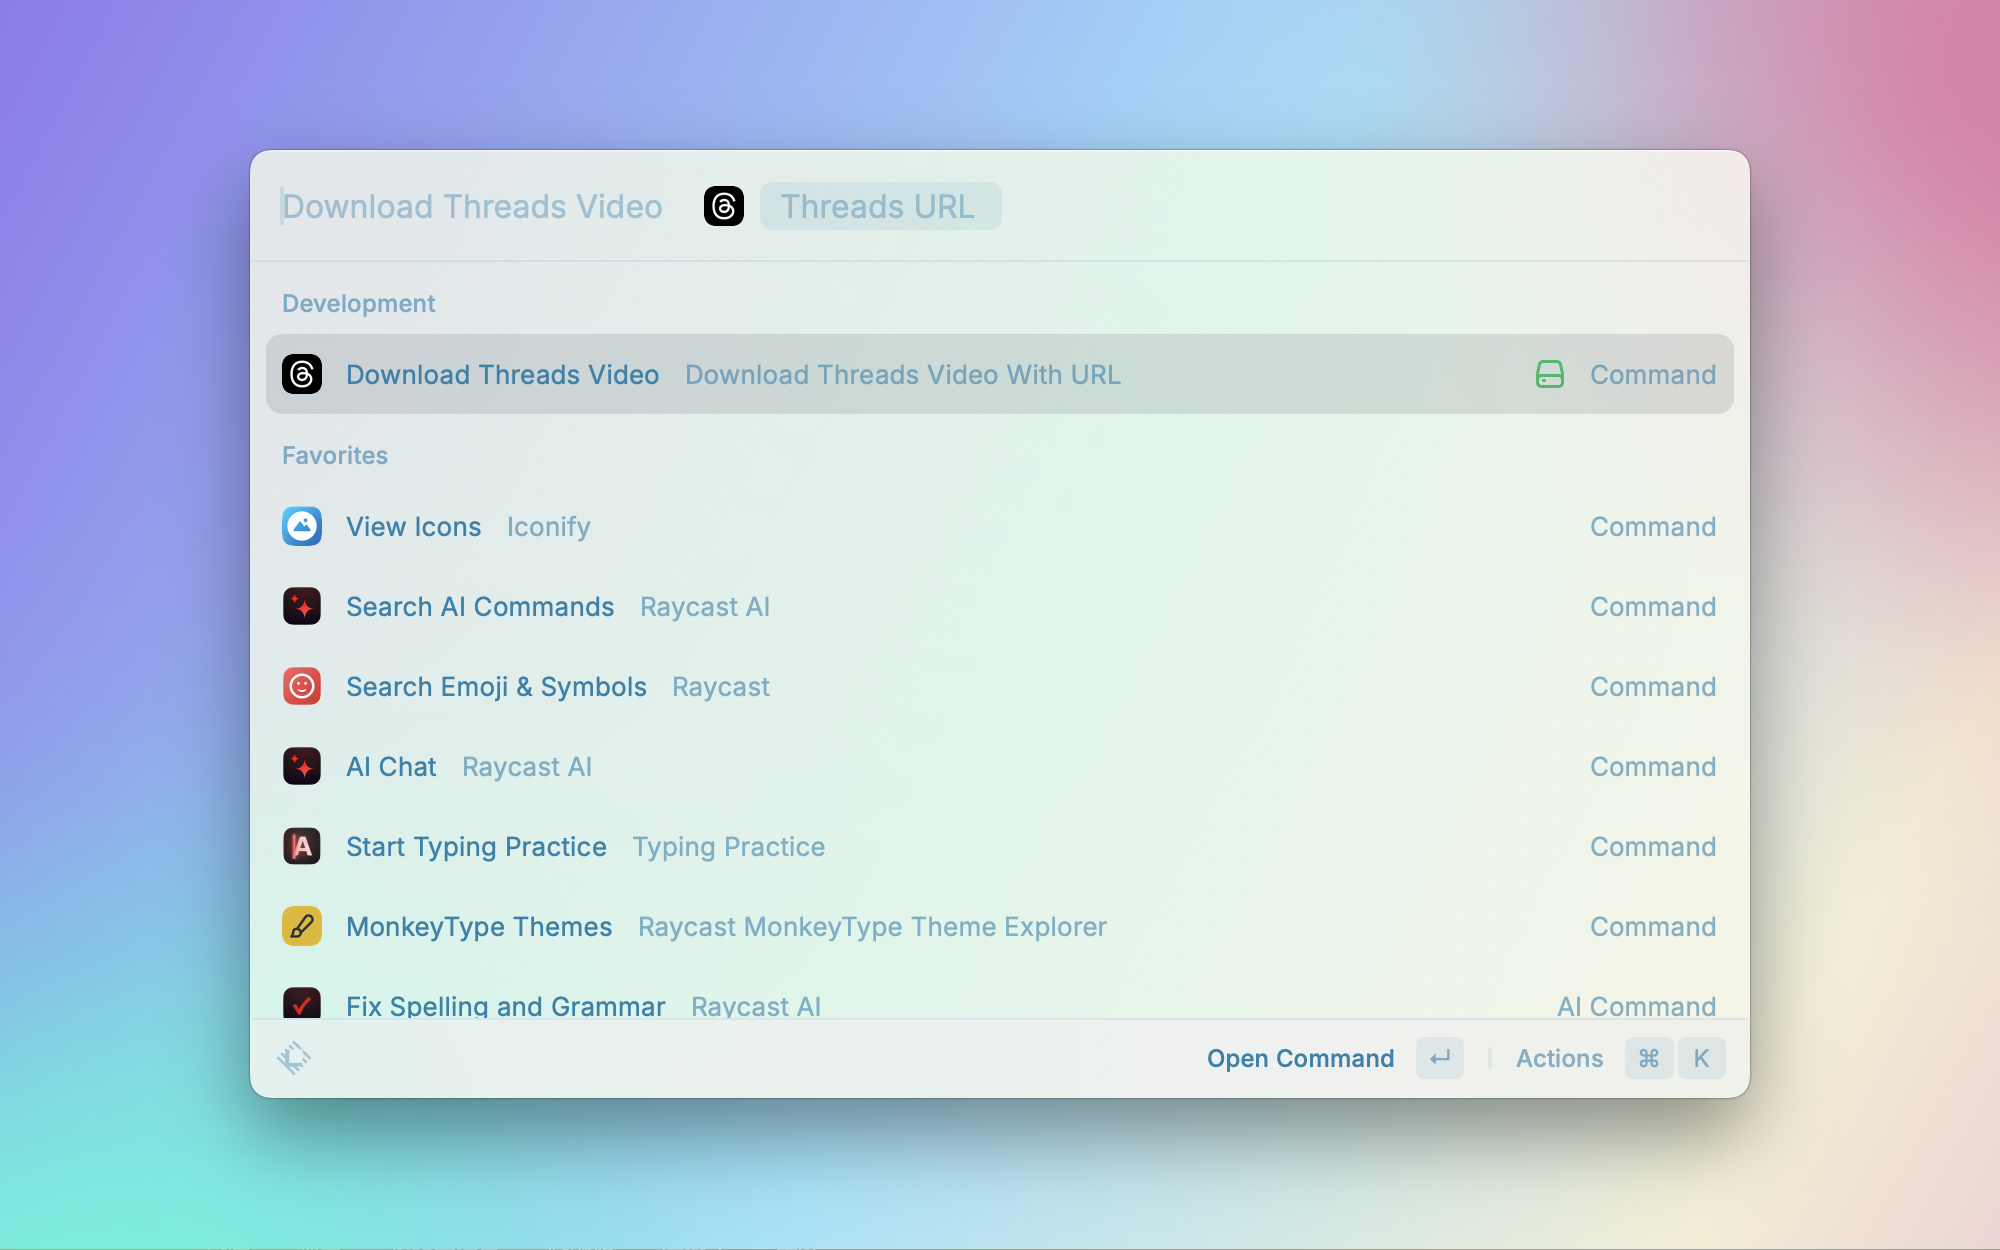 Download Threads Video Threads URL
Development
Download Threads Video Download Threads Video With URL Command
Favorites
View Icons Iconify Command
Search AI Commands Raycast AI Command
Search Emoji & Symbols Raycast Command
AI Chat Raycast AI Command
Start Typing Practice Typing Practice Command
MonkeyType Themes Raycast MonkeyType Theme Explorer Command
Fix Spelling and Grammar Raycast AI AI Command
Open Command ↵ Actions ⌘ K